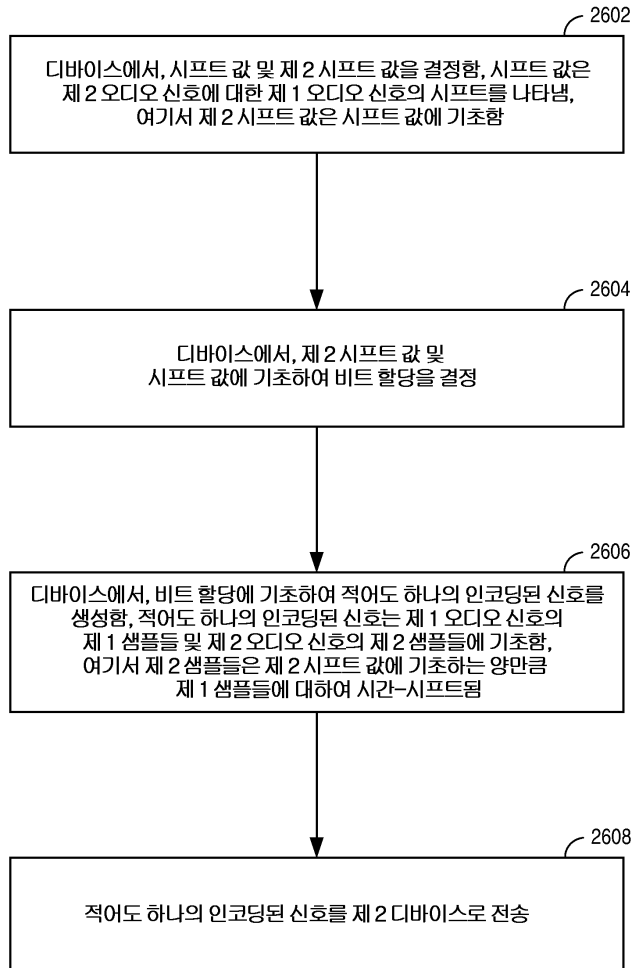 2602
디바이스에서, 시프트 값 및 제 2 시프트 값을 결정함, 시프트 값은
제 2 오디오 신호에 대한 제 1 오디오 신호의 시프트를 나타냄,
여기서 제 2 시프트 값은 시프트 값에 기초함
2604
디바이스에서, 제 2 시프트 값 및
시프트 값에 기초하여 비트 할당을 결정
2606
디바이스에서, 비트 할당에 기초하여 적어도 하나의 인코딩된 신호를
생성함, 적어도 하나의 인코딩된 신호는 제 1 오디오 신호의
제 1 샘플들 및 제 2 오디오 신호의 제 2 샘플들에 기초함,
여기서 제 2 샘플들은 제 2 시프트 값에 기초하는 양만큼
제 1 샘플들에 대하여 시간-시프트됨
2608
적어도 하나의 인코딩된 신호를 제 2 디바이스로 전송